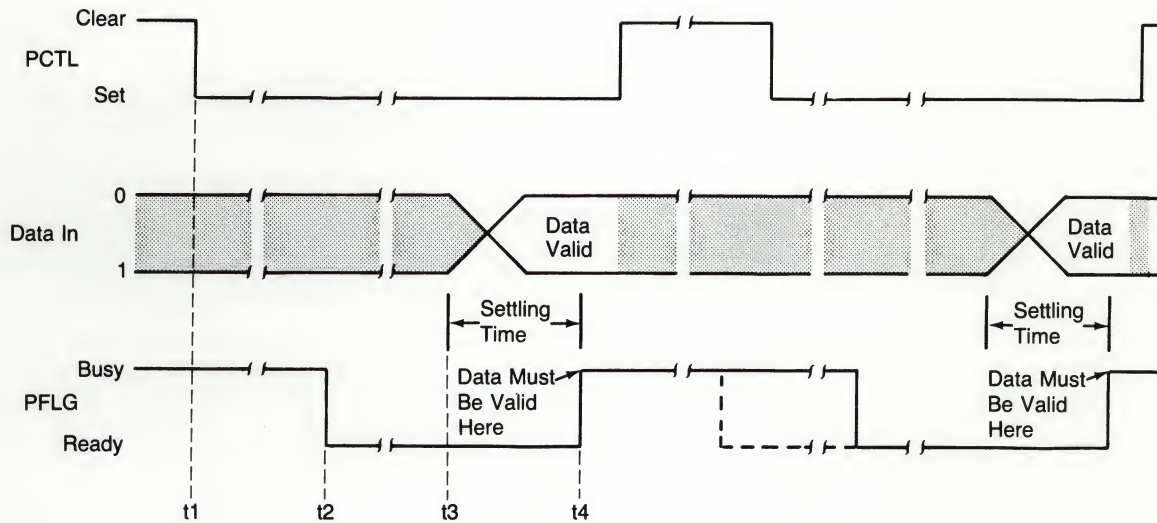 Clear
PCTL
Set
0
Data In
1
Data
Valid
Data
Valid
Settling
Time
Settling
Time
Busy
PFLG
Ready
Data Must
Be Valid
Here
Data Must
Be Valid
Here
t1
t2
t3
t4